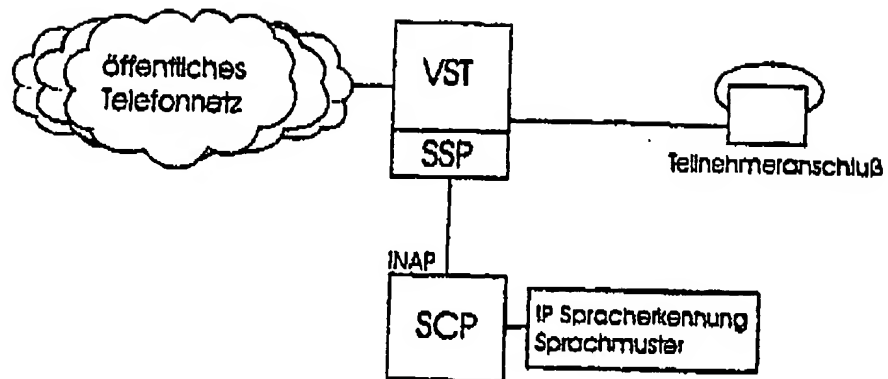 öffentliches
Telefonnetz
VST
SSP
Teilnehmeranschluß
INAP
SCP
IP Spracherkennung
Sprachmuster